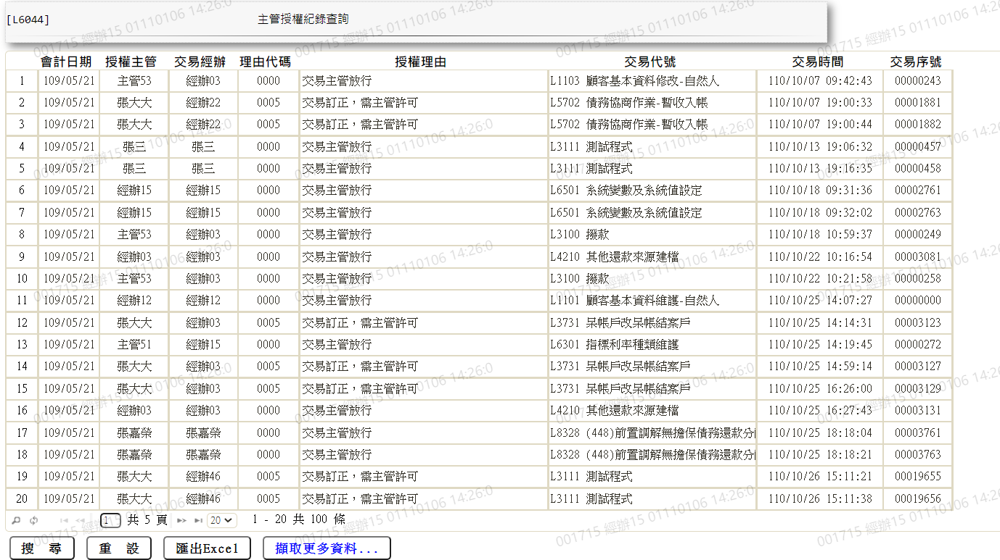 [L6044] 主管授權紀錄查詢
會計日期 授權主管 交易經辦 理由代碼 授權理由 交易代號 交易時間 交易序號
1 109/05/21 主管53 經辦03 0000 交易主管放行 L1103 顧客基本資料修改-自然人 110/10/07 09:42:43 00000243
2 109/05/21 張大大 經辦22 0005 交易訂正，需主管許可 L5702 債務協商作業-暫收入帳 110/10/07 19:00:33 00001881
3 109/05/21 張大大 經辦22 0005 交易訂正，需主管許可 L5702 債務協商作業-暫收入帳 110/10/07 19:00:44 00001882
4 109/05/21 張三 張三 0000 交易主管放行 L3111 測試程式 110/10/13 19:06:32 00000457
5 109/05/21 張三 張三 0000 交易主管放行 L3111 測試程式 110/10/13 19:16:35 00000458
6 109/05/21 經辦15 經辦15 0000 交易主管放行 L6501 系統變數及系統值設定 110/10/18 09:31:36 00002761
7 109/05/21 經辦15 經辦15 0000 交易主管放行 L6501 系統變數及系統值設定 110/10/18 09:32:02 00002763
8 109/05/21 主管53 經辦03 0000 交易主管放行 L3100 撥款 110/10/18 10:59:37 00000249
9 109/05/21 經辦03 經辦03 0000 交易主管放行 L4210 其他還款來源建檔 110/10/22 10:16:54 00003081
10 109/05/21 主管53 經辦03 0000 交易主管放行 L3100 撥款 110/10/22 10:21:58 00000258
11 109/05/21 經辦12 經辦12 0000 交易主管放行 L1101 顧客基本資料維護-自然人 110/10/25 14:07:27 00000000
12 109/05/21 張大大 經辦03 0005 交易訂正，需主管許可 L3731 呆帳戶改呆帳結案戶 110/10/25 14:14:31 00003123
13 109/05/21 主管51 經辦15 0000 交易主管放行 L6301 指標利率種類維護 110/10/25 14:19:45 00000272
14 109/05/21 張大大 經辦03 0005 交易訂正，需主管許可 L3731 呆帳戶改呆帳結案戶 110/10/25 14:59:14 00003127
15 109/05/21 張大大 經辦03 0005 交易訂正，需主管許可 L3731 呆帳戶改呆帳結案戶 110/10/25 16:26:00 00003129
16 109/05/21 經辦03 經辦03 0000 交易主管放行 L4210 其他還款來源建檔 110/10/25 16:27:43 00003131
17 109/05/21 張嘉榮 張嘉榮 0000 交易主管放行 L8328 (448)前置調解無擔保債務還款分 110/10/25 18:18:04 00003761
18 109/05/21 張嘉榮 張嘉榮 0000 交易主管放行 L8328 (448)前置調解無擔保債務還款分 110/10/25 18:18:21 00003763
19 109/05/21 張大大 經辦46 0005 交易訂正，需主管許可 L3111 測試程式 110/10/26 15:11:21 00019655
20 109/05/21 張大大 經辦46 0005 交易訂正，需主管許可 L3111 測試程式 110/10/26 15:11:38 00019656
1 共 5 頁 20 1 - 20 共 100 條
搜 尋 重 設 匯出Excel 擷取更多資料...
001715 經辦15 01110106 14:26:0